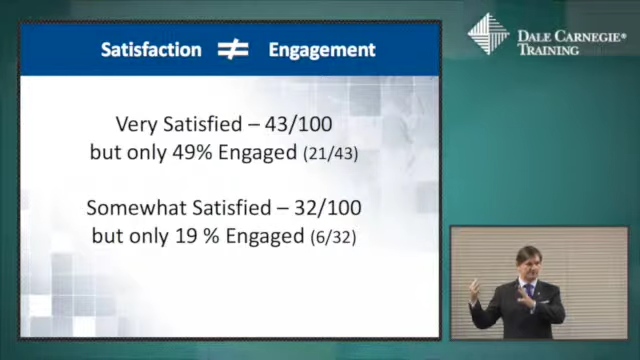 Satisfaction ≠ Engagement
DALE CARNEGIE®
TRAINING
Very Satisfied – 43/100
but only 49% Engaged (21/43)
Somewhat Satisfied – 32/100
but only 19 % Engaged (6/32)